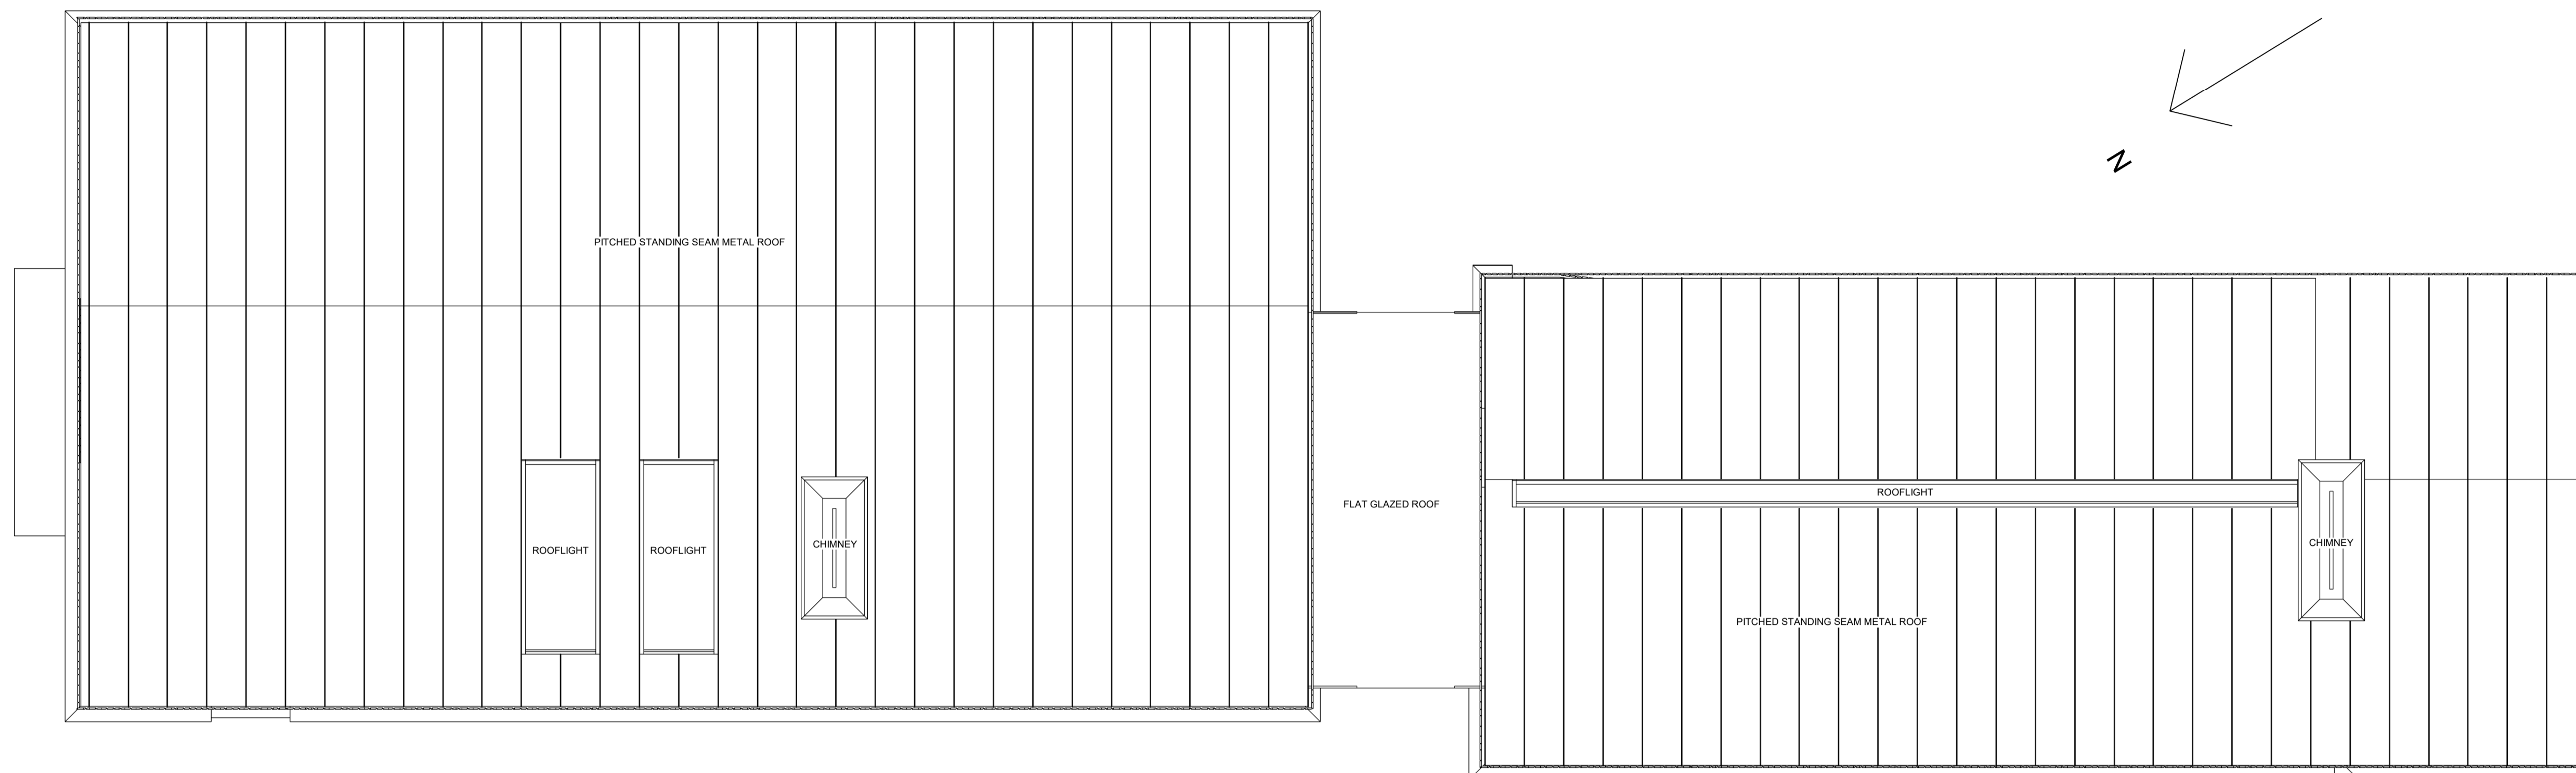 N
PITCHED STANDING SEAM METAL ROOF
ROOFLIGHT
ROOFLIGHT
CHIMNEY
FLAT GLAZED ROOF
ROOFLIGHT
CHIMNEY
PITCHED STANDING SEAM METAL ROOF